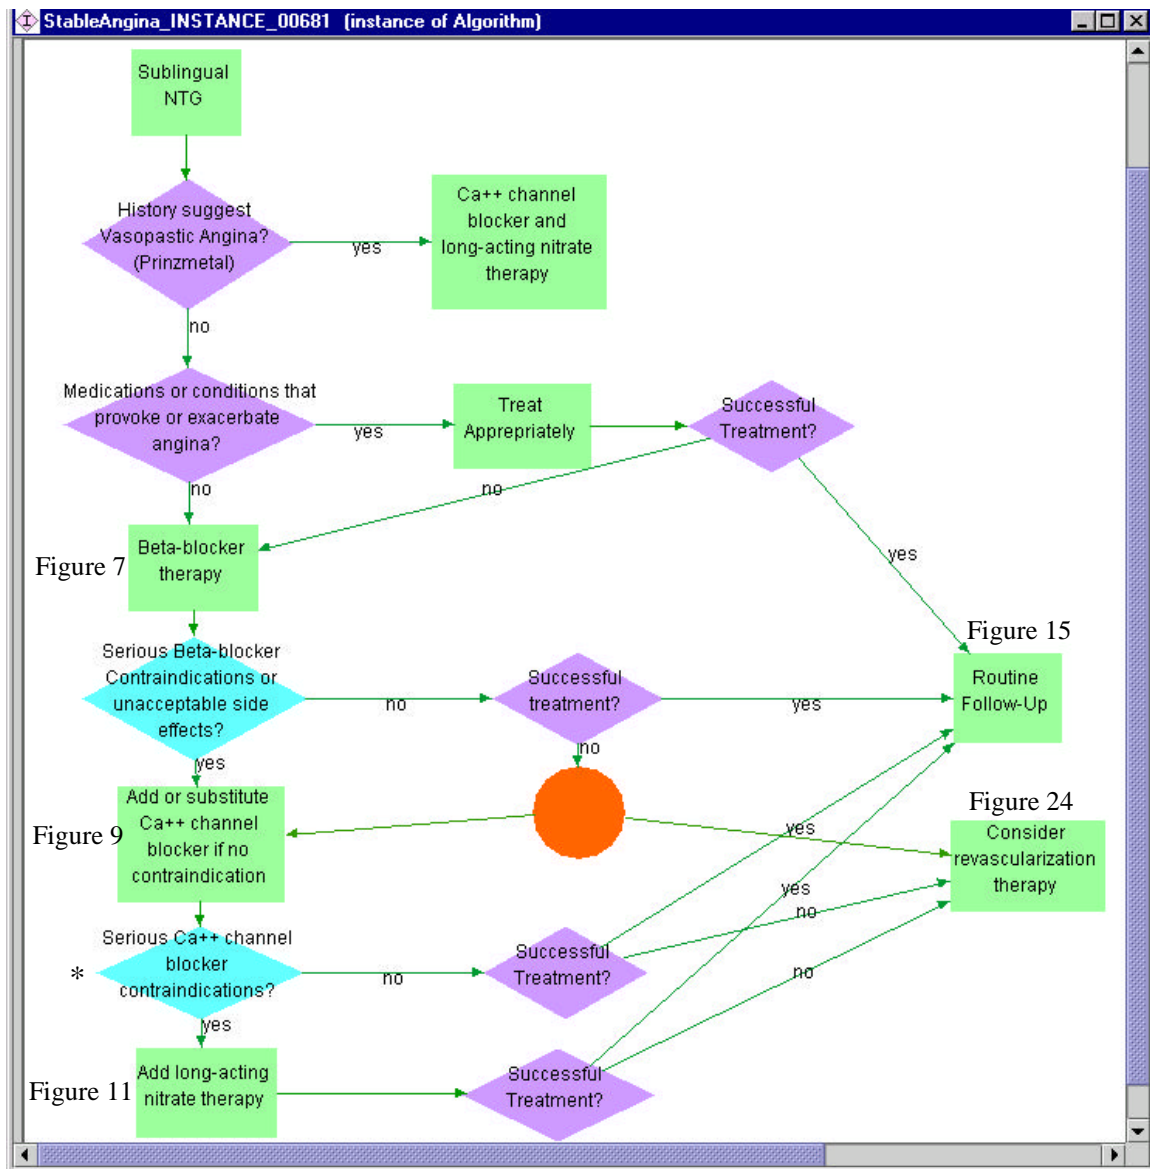 StableAngina_INSTANCE_00681 (instance of Algorithm)
Sublingual
NTG
History suggest
Vasopastic Angina?
(Prinzmetal)
yes
Ca++ channel
blocker and
long-acting nitrate
therapy
no
Medications or conditions that
provoke or exacerbate
angina?
yes
Treat
Apprepriately
Successful
Treatment?
no
no
yes
Figure 7
Beta-blocker
therapy
Figure 15
Routine
Follow-Up
Serious Beta-blocker
Contraindications or
unacceptable side
effects?
no
Successful
treatment?
yes
no
yes
Figure 9
Add or substitute
Ca++ channel
blocker if no
contraindication
Figure 24
Consider
revascularization
therapy
yes
yes
no
no
*
Serious Ca++ channel
blocker
contraindications?
no
Successful
Treatment?
yes
Figure 11
Add long-acting
nitrate therapy
Successful
Treatment?